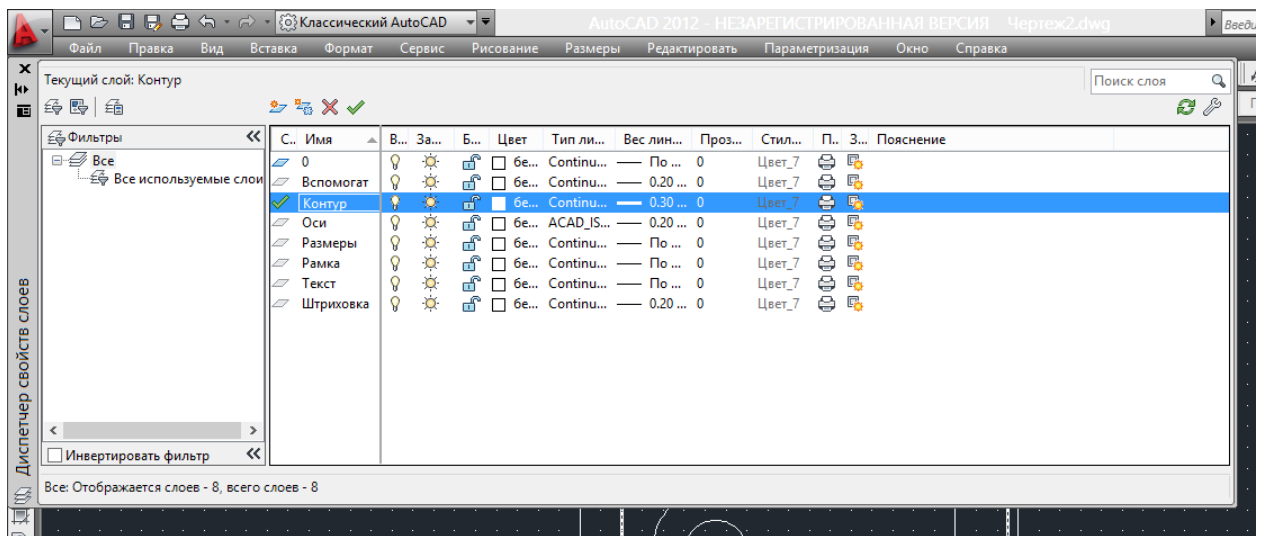 Классический AutoCAD AutoCAD 2012 - НЕЗАРЕГИСТРИРОВАННАЯ ВЕРСИЯ Чертеж2.dwg
Файл Правка Вид Вставка Формат Сервис Рисование Размеры Редактировать Параметризация Окно Справка
Текущий слой: Контур Поиск слоя
Фильтры С.. Имя В... За... Б... Цвет Тип ли... Вес лин... Проз... Стил... П.. З... Пояснение
Все 0 бе... Continu... По ... 0 Цвет_7
Все используемые слои Вспомогат бе... Continu... 0.20 ... 0 Цвет_7
Контур бе... Continu... 0.30 ... 0 Цвет_7
Оси бе... ACAD_IS... 0.20 ... 0 Цвет_7
Размеры бе... Continu... По ... 0 Цвет_7
Рамка бе... Continu... По ... 0 Цвет_7
Текст бе... Continu... По ... 0 Цвет_7
Штриховка бе... Continu... 0.20 ... 0 Цвет_7
Инвертировать фильтр
Диспетчер свойств слоев
Все: Отображается слоев - 8, всего слоев - 8